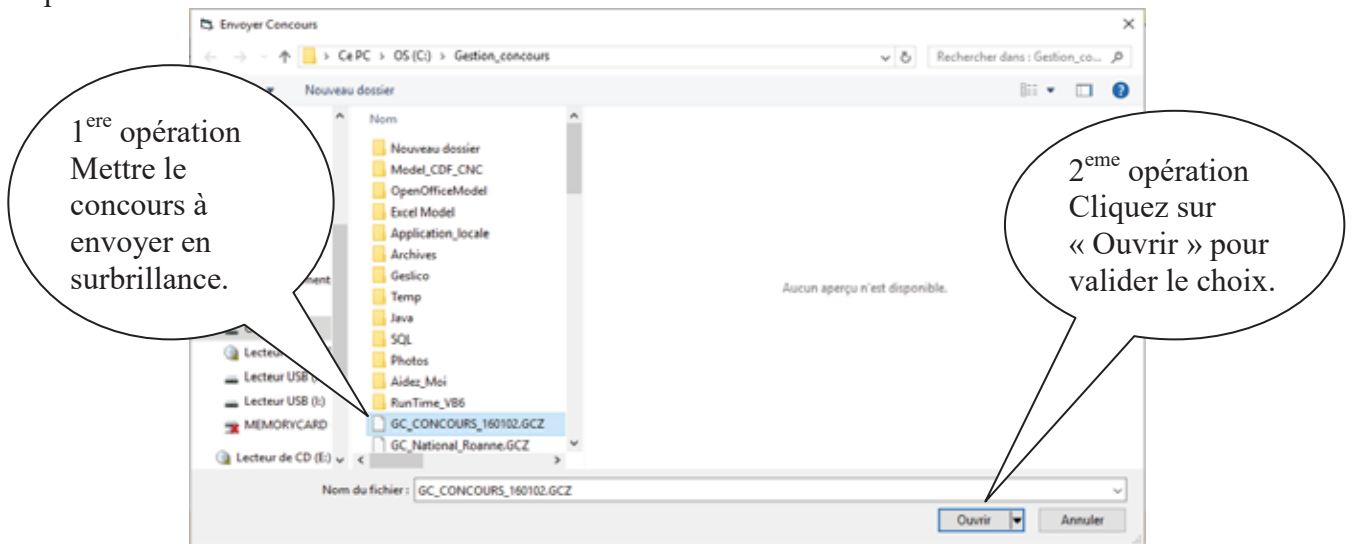 Envoyer Concours
Ce PC > OS (C:) > Gestion_concours
Rechercher dans : Gestion_co...
Nouveau dossier
1ere opération
Mettre le
concours à
envoyer en
surbrillance.
Nom
Nouveau dossier
Model_CDF_CNC
OpenOfficeModel
Excel Model
Application_locale
Archives
Geslico
Temp
Java
SQL
Photos
Aidez_Moi
RunTime_VB6
GC_CONCOURS_160102.GCZ
GC_National_Roanne.GCZ
Lecteur USB
Lecteur USB (I:)
MEMORYCARD
Lecteur de CD (E:)
Aucun aperçu n'est disponible.
2eme opération
Cliquez sur
« Ouvrir » pour
valider le choix.
Nom du fichier : GC_CONCOURS_160102.GCZ
Ouvrir
Annuler